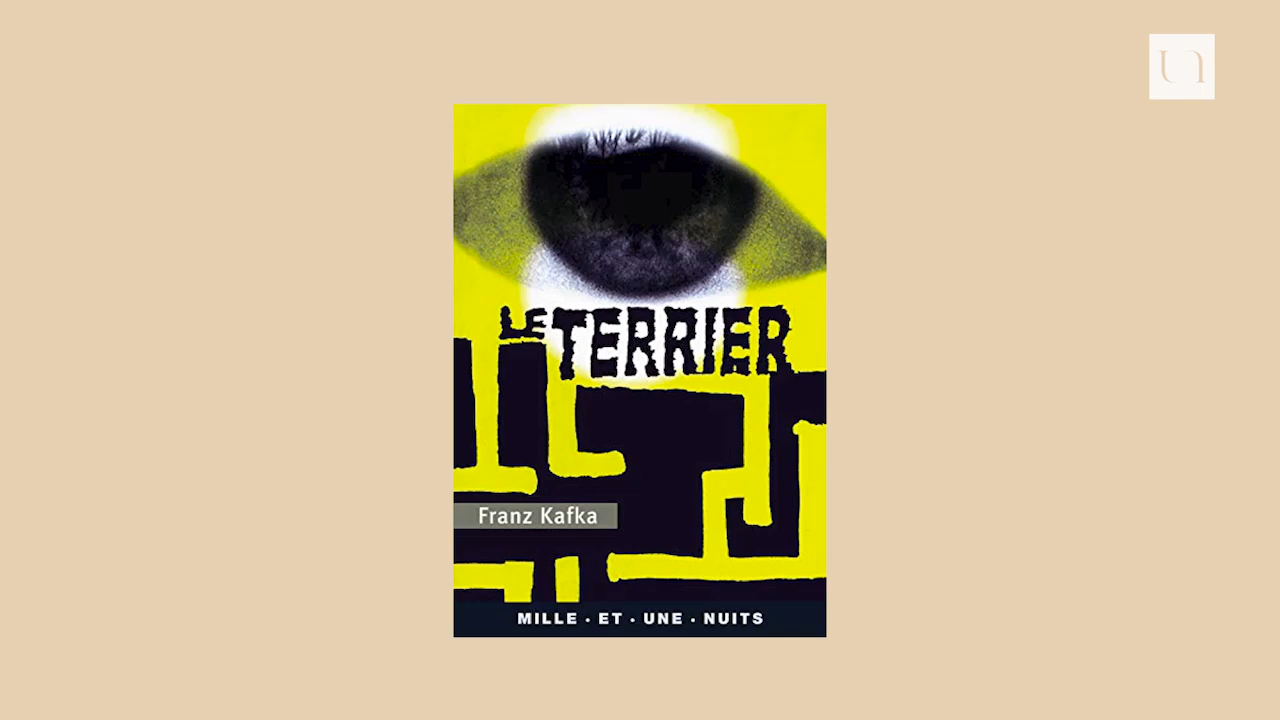 LE TERRIER
Franz Kafka
MILLE · ET · UNE · NUITS